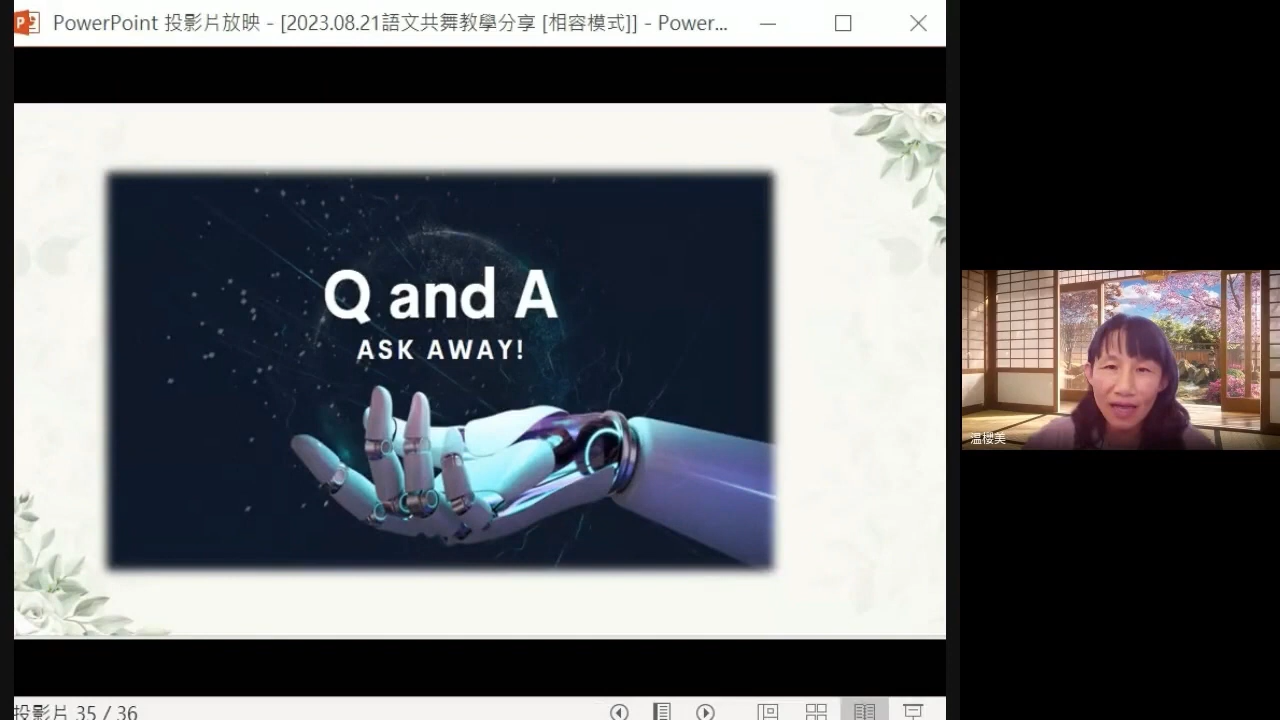 PowerPoint 投影片放映 - [2023.08.21語文共舞教學分享 [相容模式]] - Power...
Q and A
ASK AWAY!
温櫻美
投影片 35 / 36